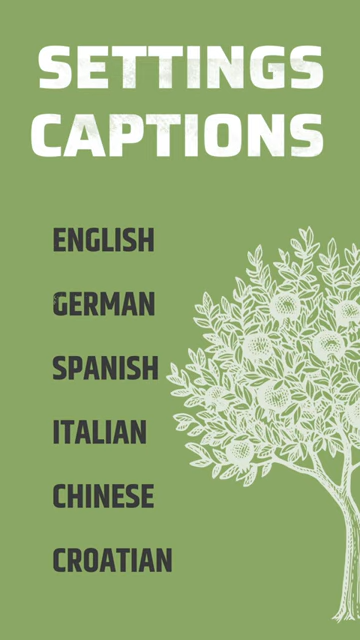 SETTINGS
CAPTIONS
ENGLISH
GERMAN
SPANISH
ITALIAN
CHINESE
CROATIAN